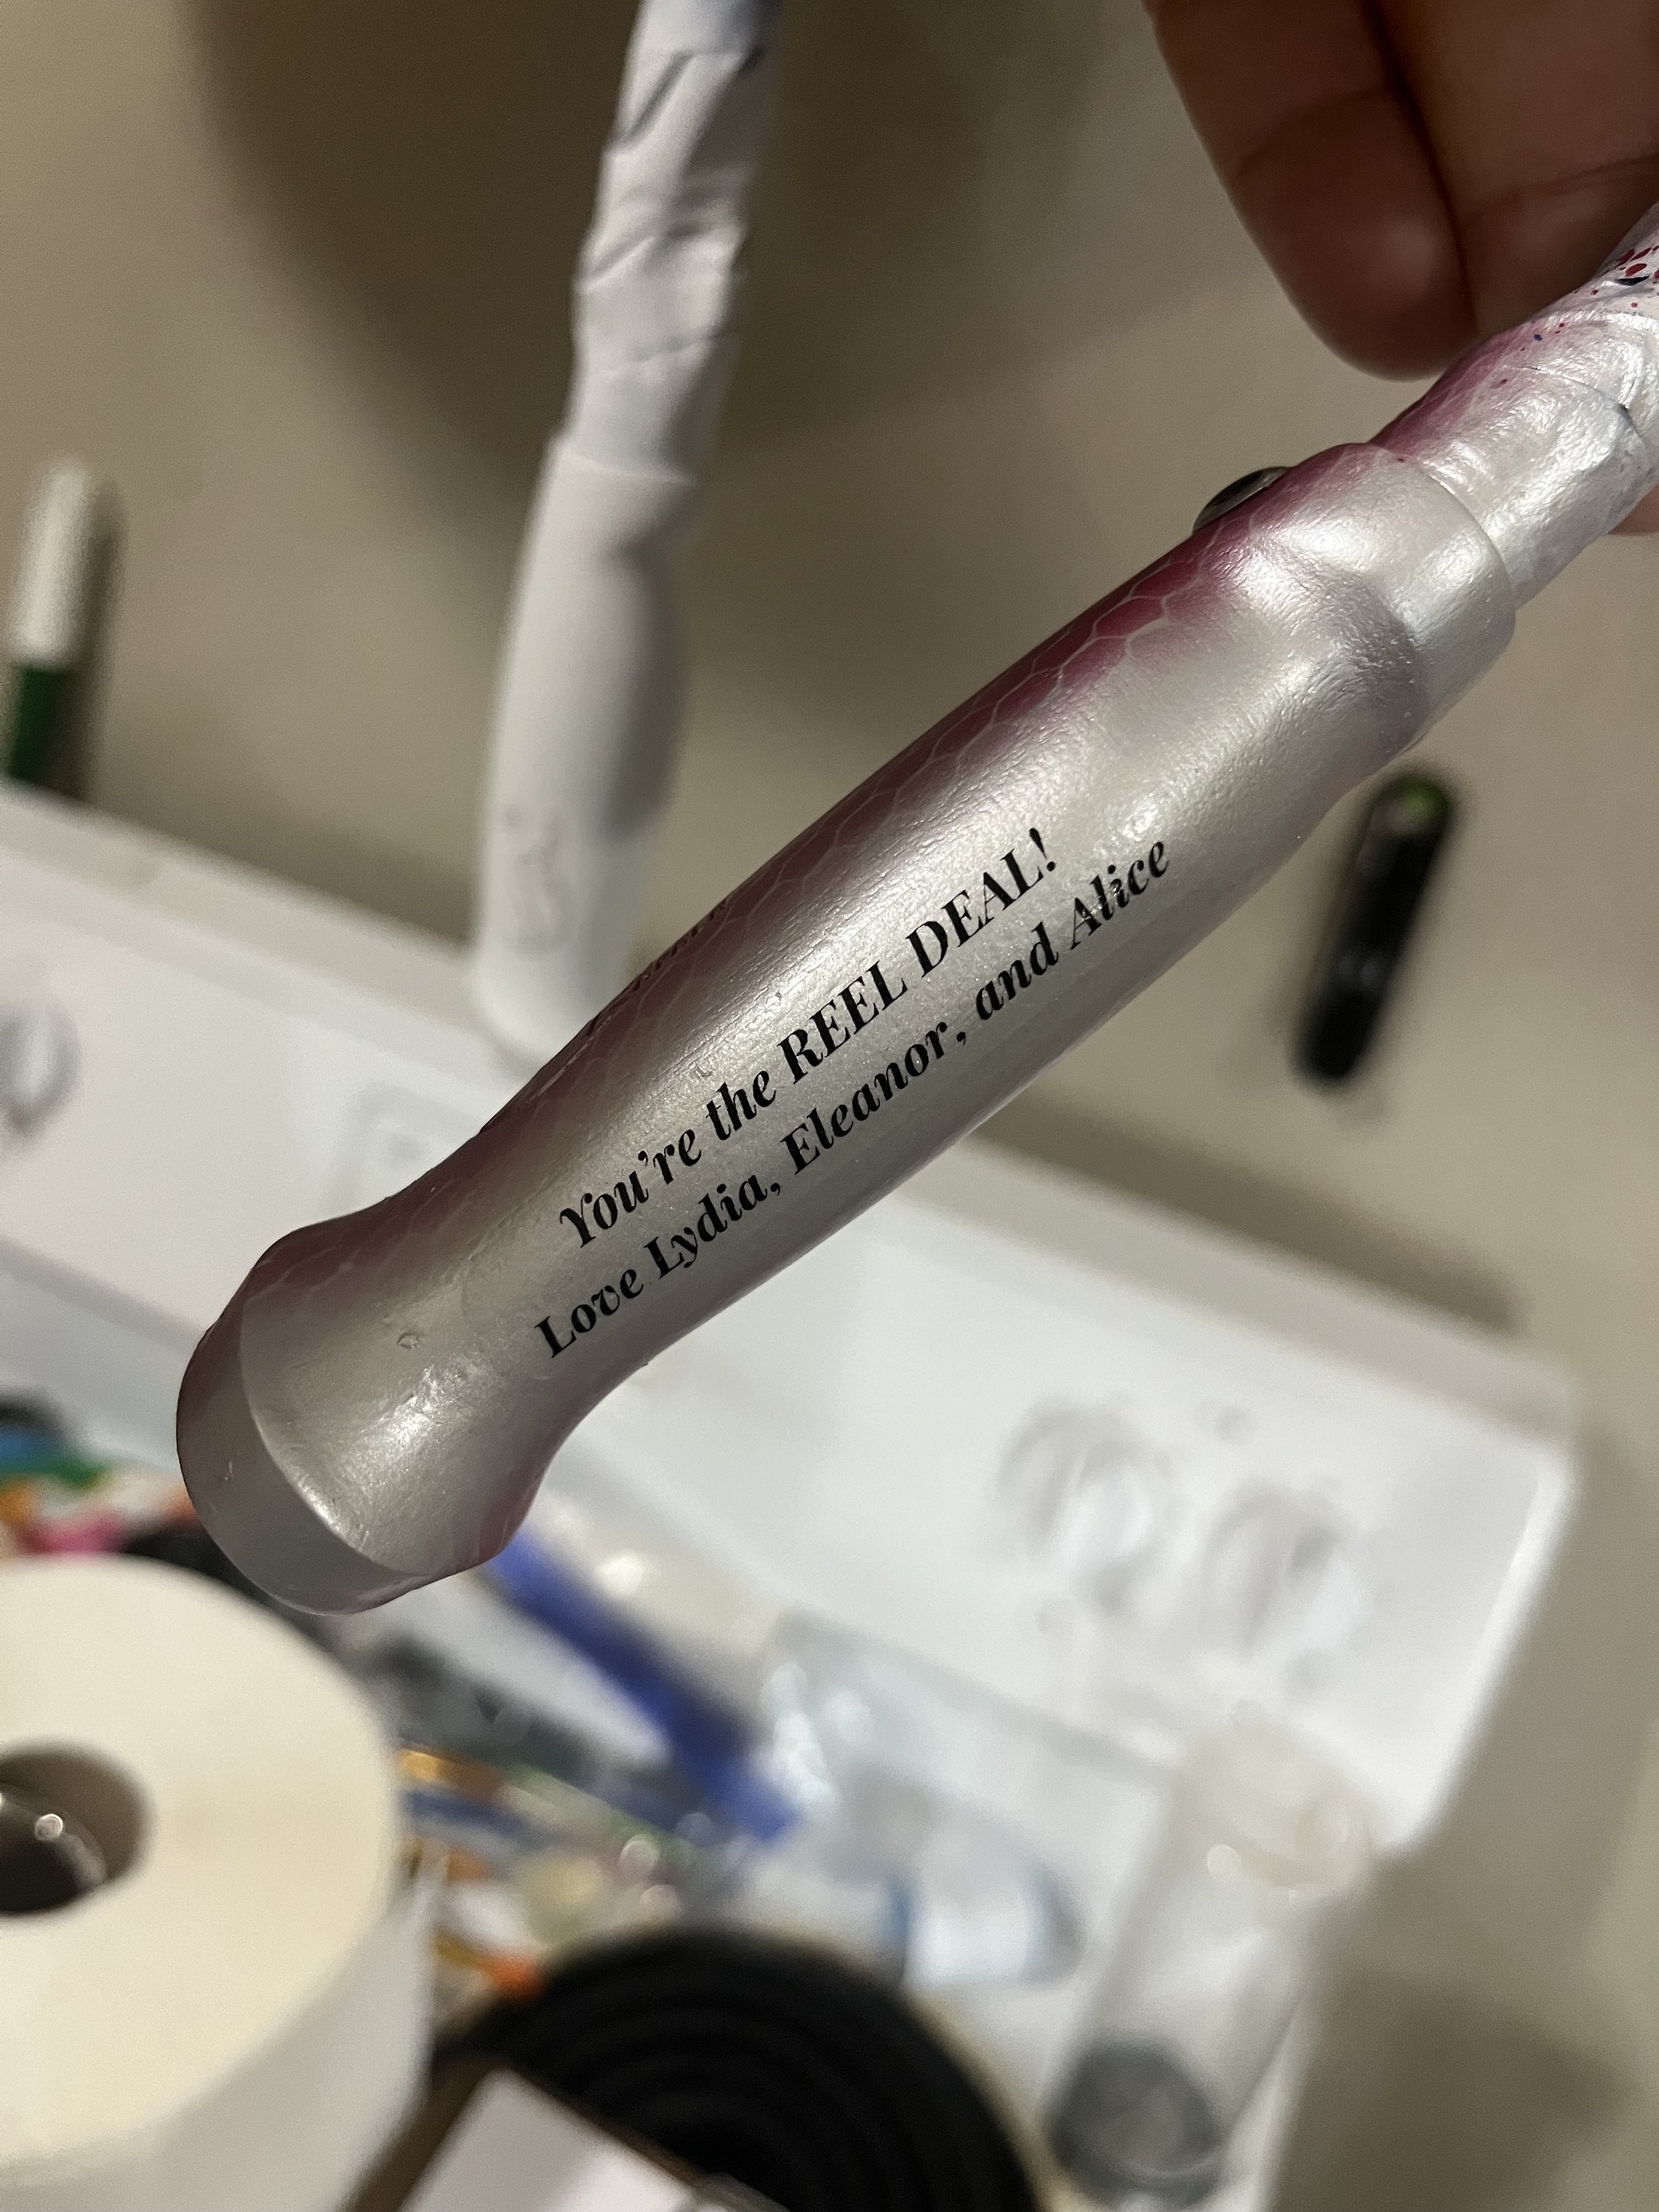 You're the REEL DEAL!
Love Lydia, Eleanor, and Alice